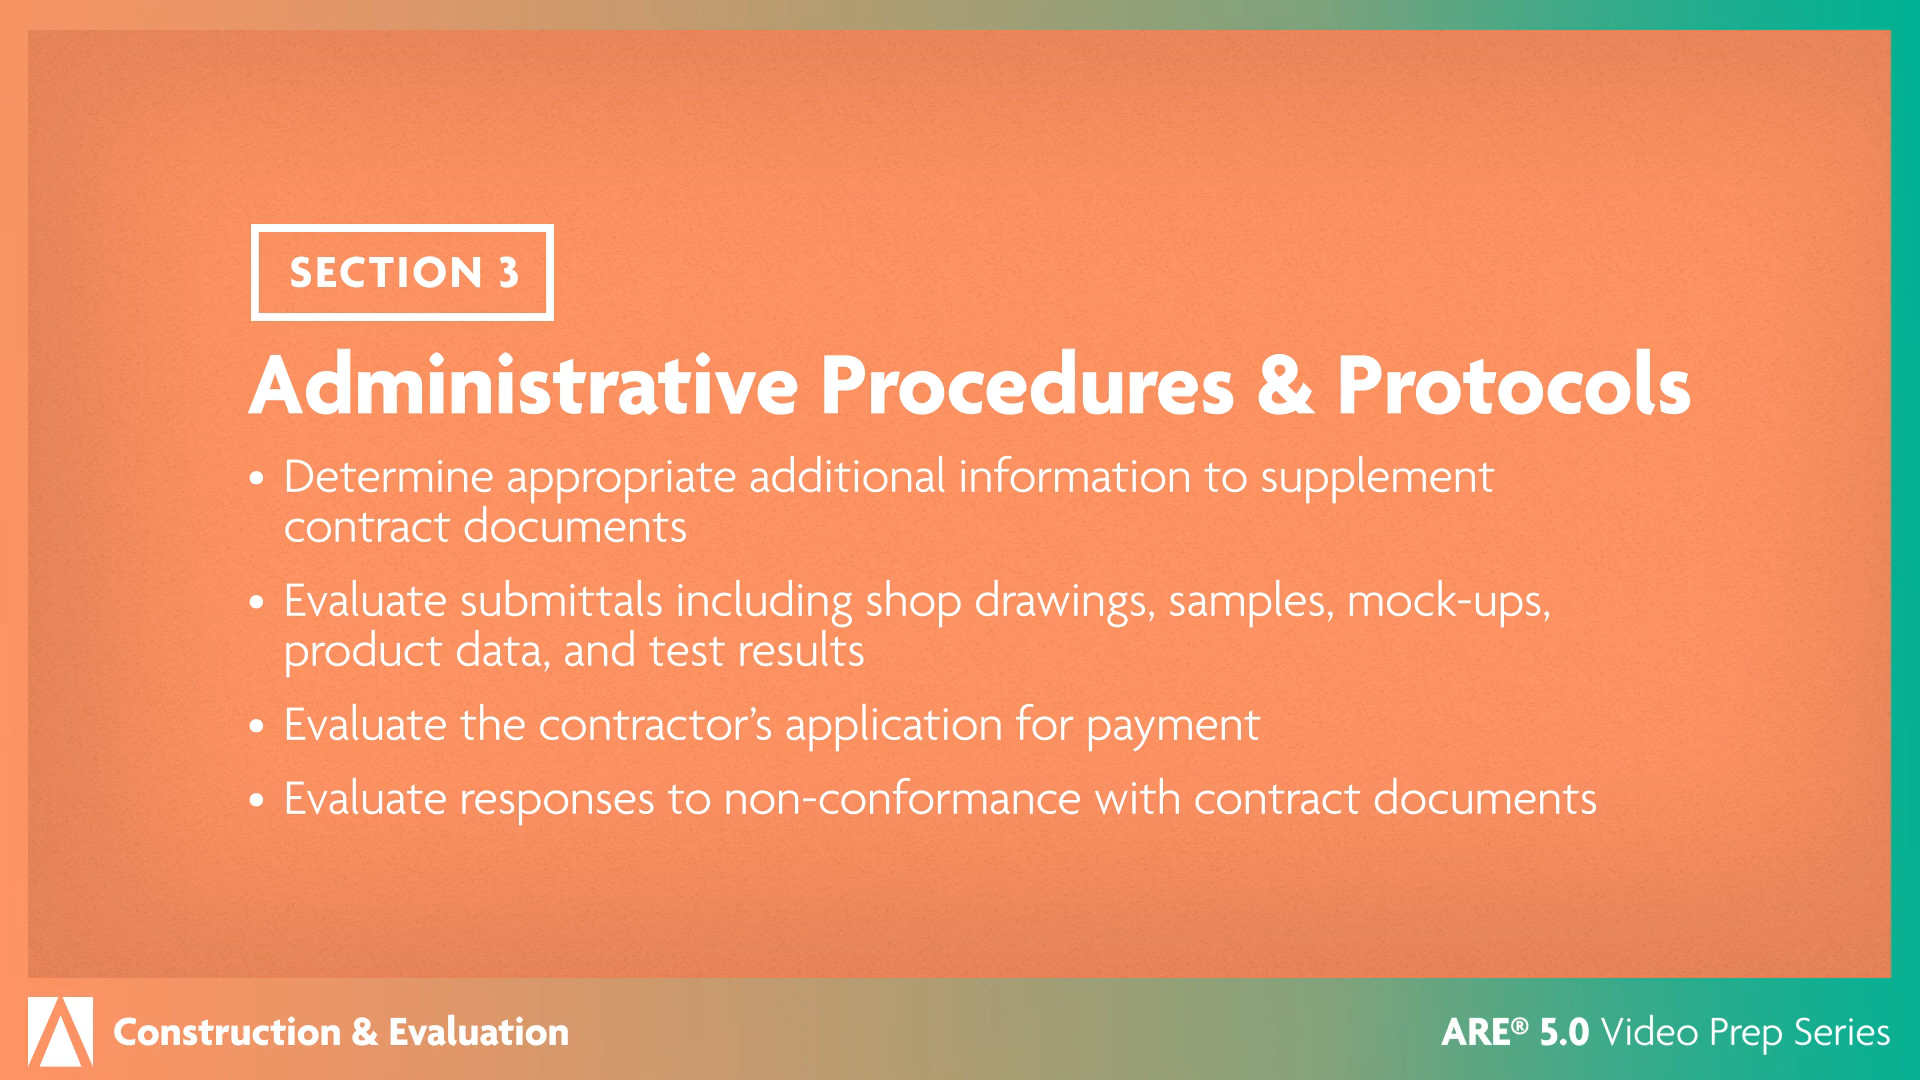 SECTION 3
Administrative Procedures & Protocols
• Determine appropriate additional information to supplement
contract documents
• Evaluate submittals including shop drawings, samples, mock-ups,
product data, and test results
• Evaluate the contractor’s application for payment
• Evaluate responses to non-conformance with contract documents
Construction & Evaluation
ARE® 5.0 Video Prep Series